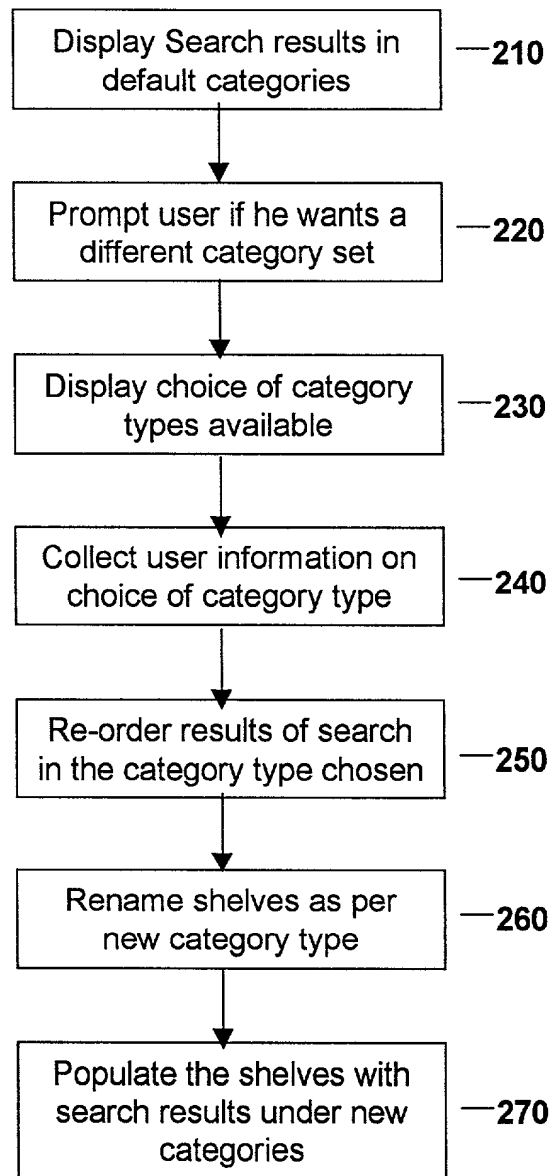 Display Search results in
default categories
210
Prompt user if he wants a
different category set
220
Display choice of category
types available
230
Collect user information on
choice of category type
240
Re-order results of search
in the category type chosen
250
Rename shelves as per
new category type
260
Populate the shelves with
search results under new
categories
270